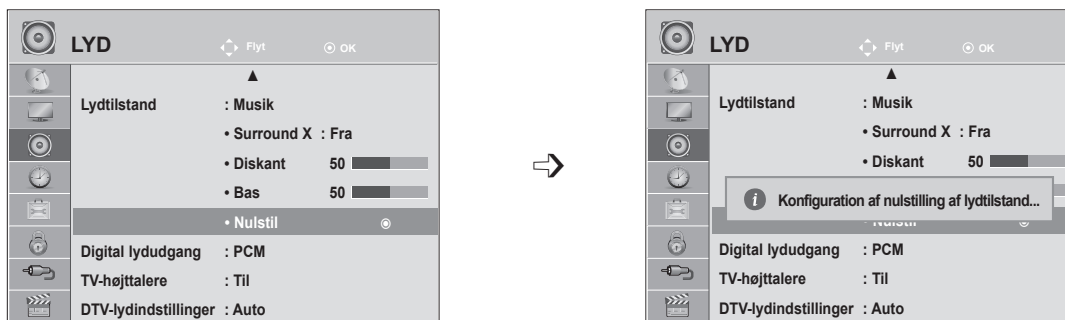 LYD Flyt OK
▲
Lydtilstand : Musik
• Surround X : Fra
• Diskant 50
• Bas 50
• Nulstil
Digital lydudgang : PCM
TV-højttalere : Til
DTV-lydindstillinger : Auto
LYD Flyt OK
▲
Lydtilstand : Musik
• Surround X : Fra
• Diskant 50
i Konfiguration af nulstilling af lydtilstand...
• Nulstil
Digital lydudgang : PCM
TV-højttalere : Til
DTV-lydindstillinger : Auto